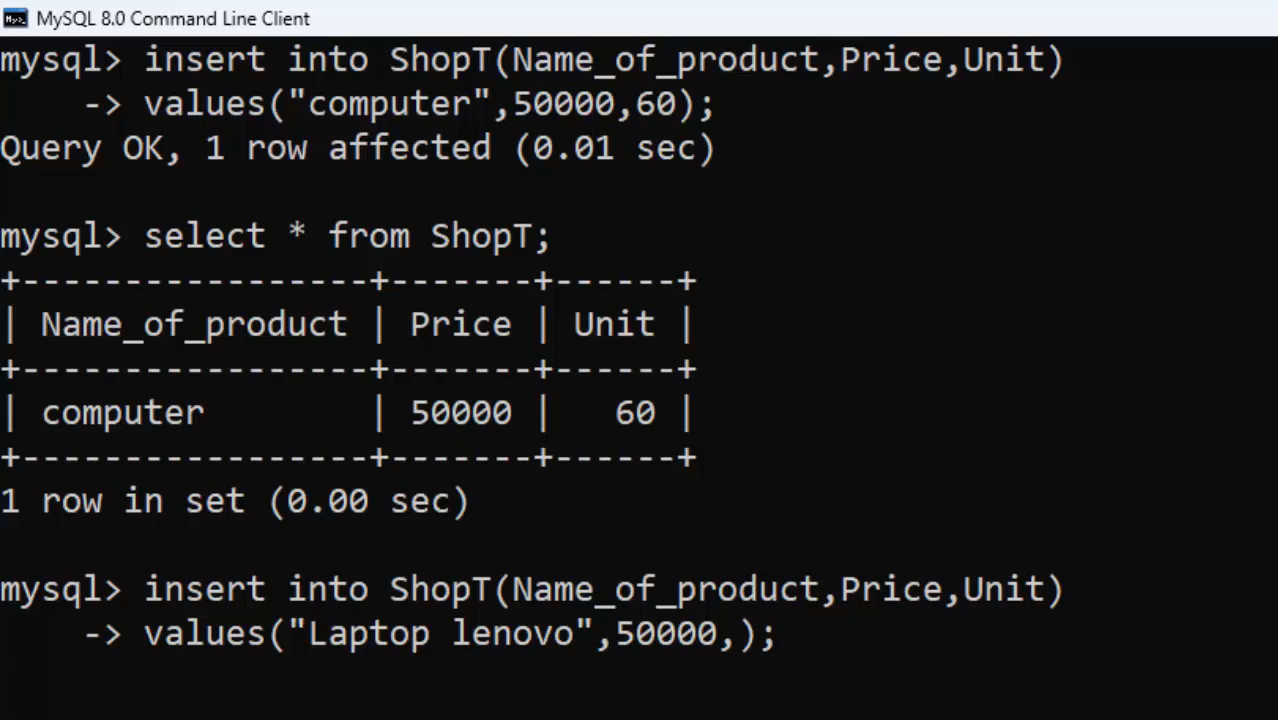 MySQL 8.0 Command Line Client
mysql> insert into ShopT(Name_of_product,Price,Unit)
    -> values("computer",50000,60);
Query OK, 1 row affected (0.01 sec)
mysql> select * from ShopT;
+-----------------+-------+------+
| Name_of_product | Price | Unit |
+-----------------+-------+------+
| computer        | 50000 |   60 |
+-----------------+-------+------+
1 row in set (0.00 sec)
mysql> insert into ShopT(Name_of_product,Price,Unit)
    -> values("Laptop lenovo",50000,);